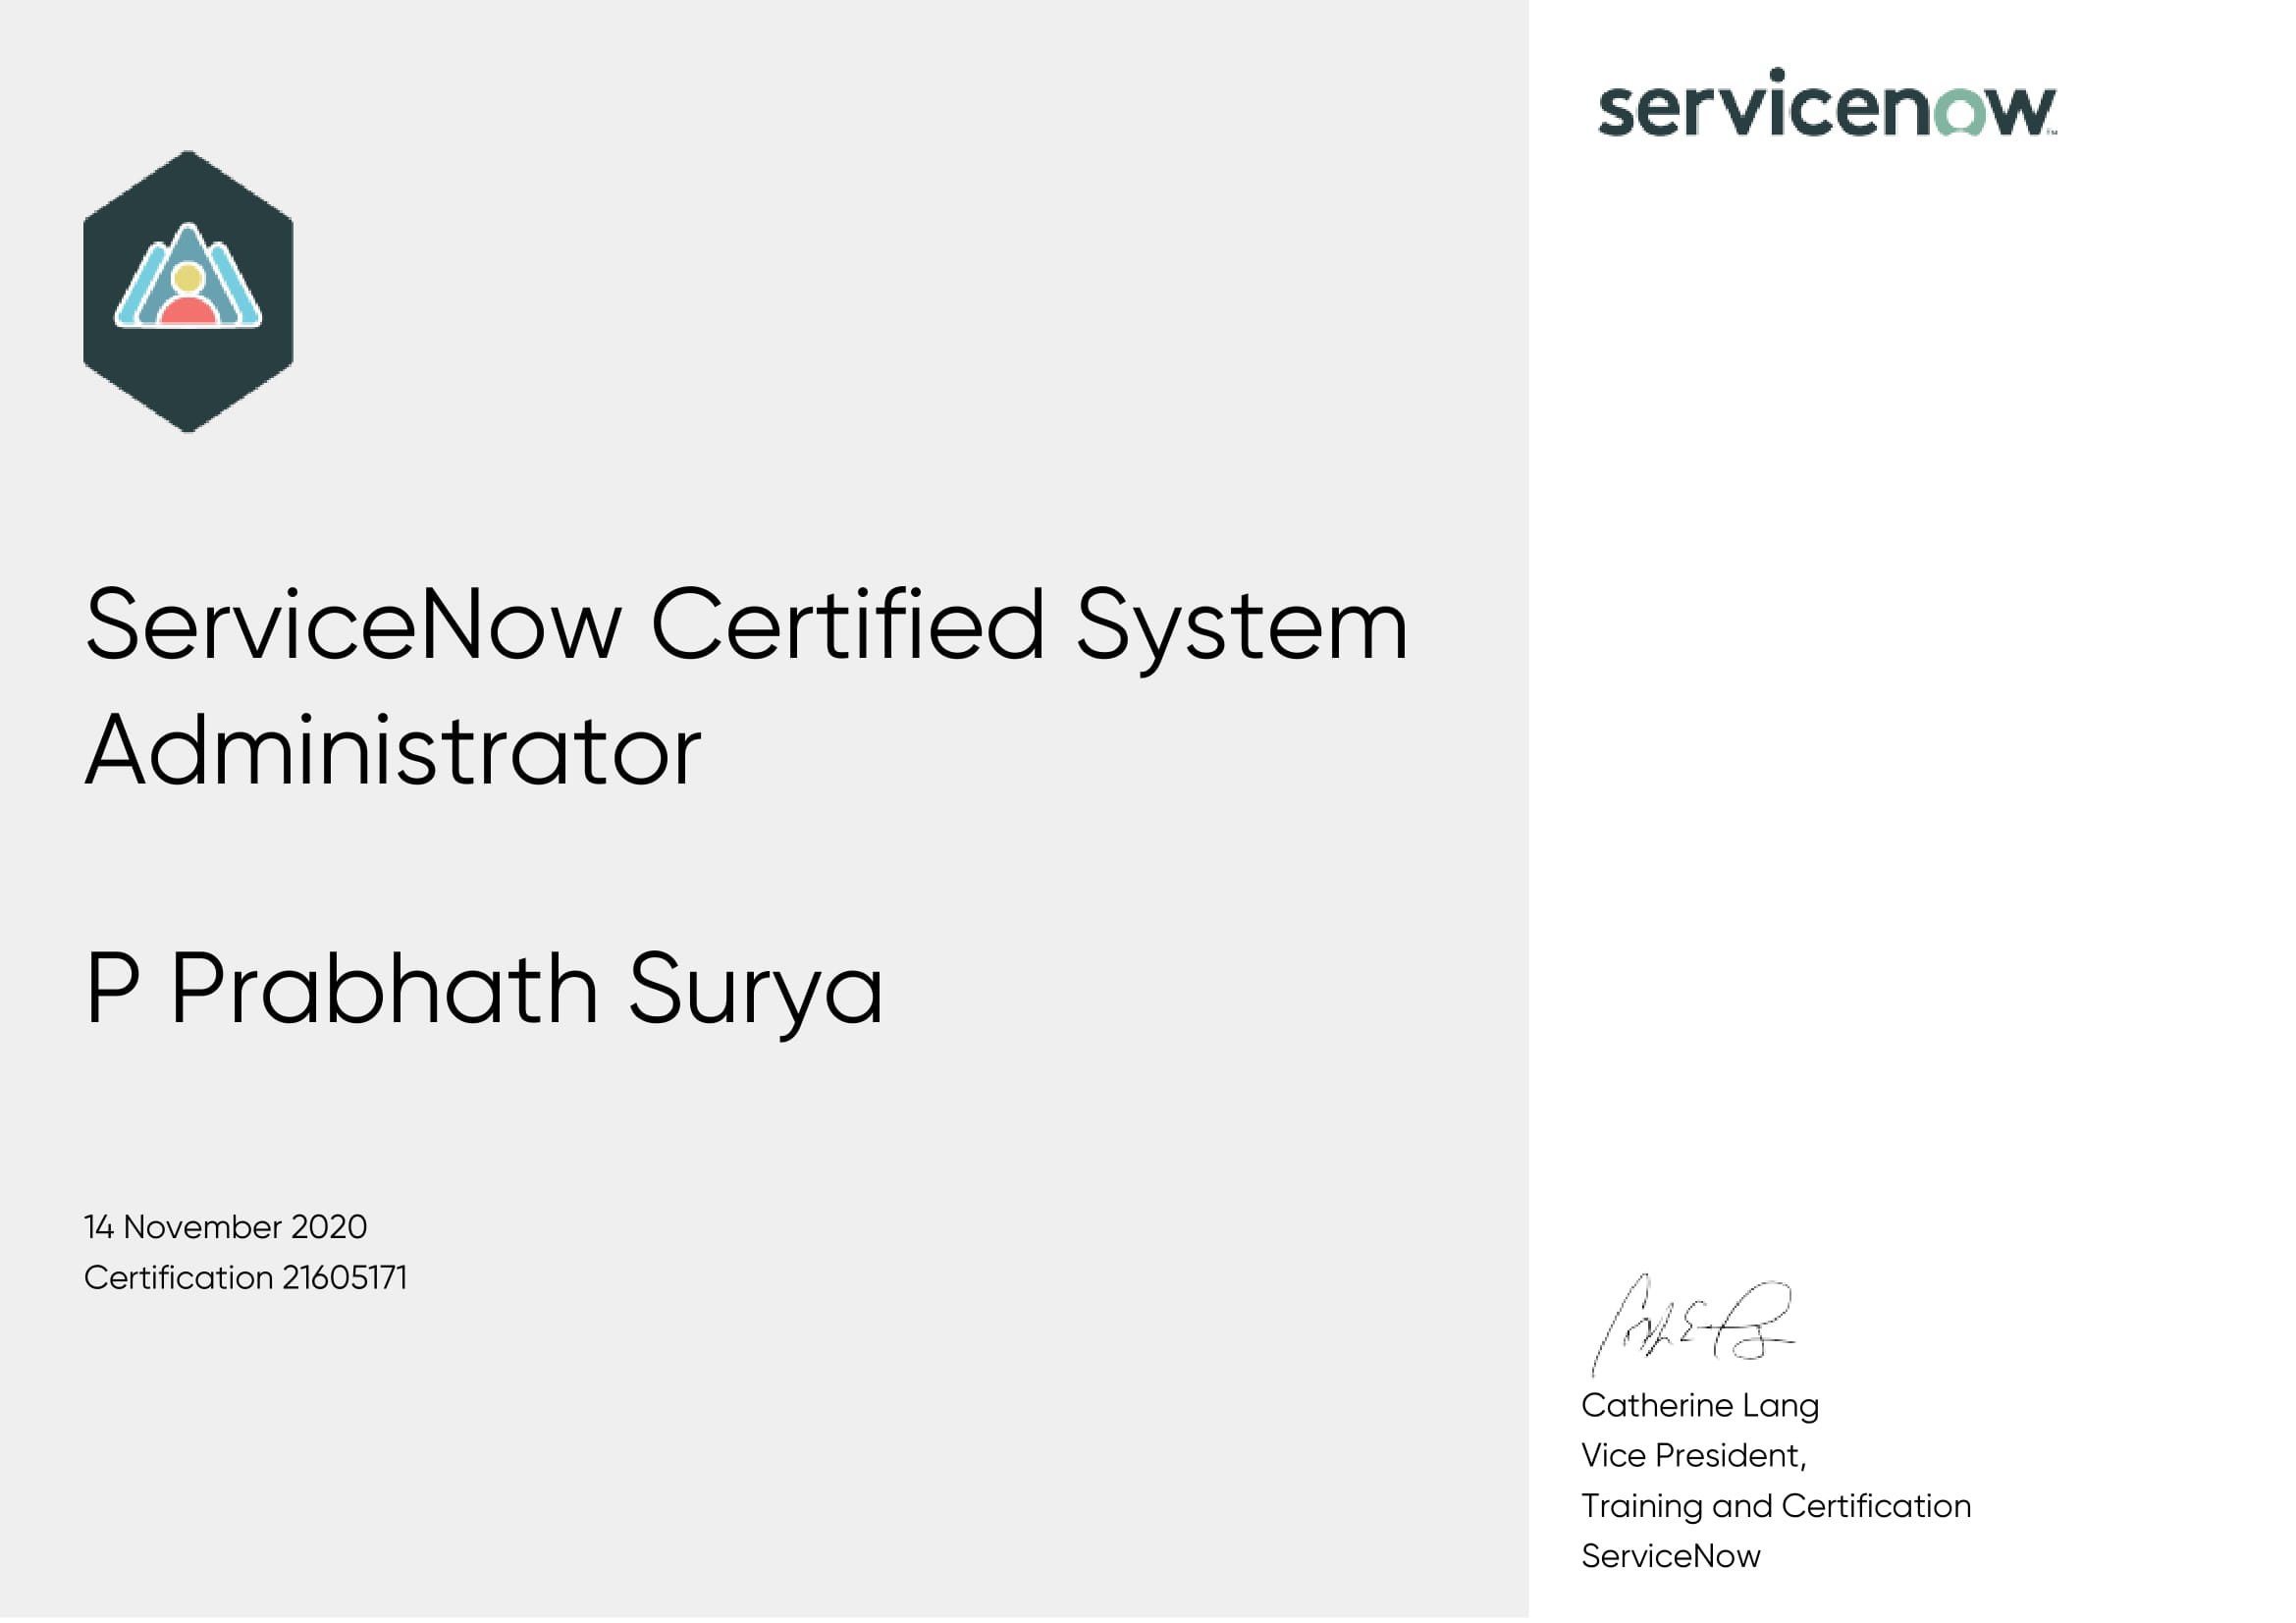 servicenow™
ServiceNow Certified System
Administrator
P Prabhath Surya
14 November 2020
Certification 21605171
Catherine Lang
Vice President,
Training and Certification
ServiceNow